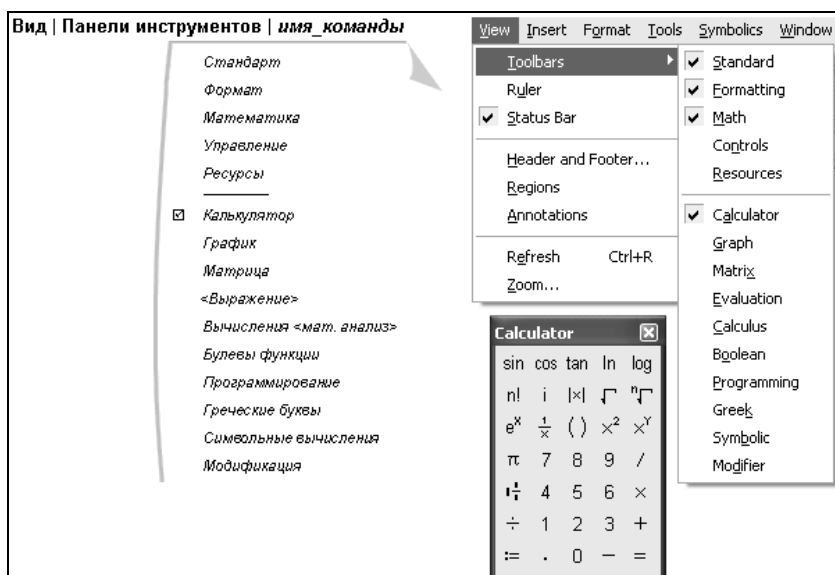 Вид | Панели инструментов | имя_команды
Стандарт
Формат
Математика
Управление
Ресурсы
Калькулятор
График
Матрица
<Выражение>
Вычисления <мат. анализ>
Булевы функции
Программирование
Греческие буквы
Символьные вычисления
Модификация
View Insert Format Tools Symbolics Window
Toolbars
Ruler
Status Bar
Header and Footer...
Regions
Annotations
Refresh Ctrl+R
Zoom...
Standard
Formatting
Math
Controls
Resources
Calculator
Graph
Matrix
Evaluation
Calculus
Boolean
Programming
Greek
Symbolic
Modifier
Calculator
sin cos tan ln log
n! i |×| √ ⁿ√
eˣ 1/x ( ) ×² ×ʸ
π 7 8 9 /
4 5 6 ×
÷ 1 2 3 +
:= . 0 − =